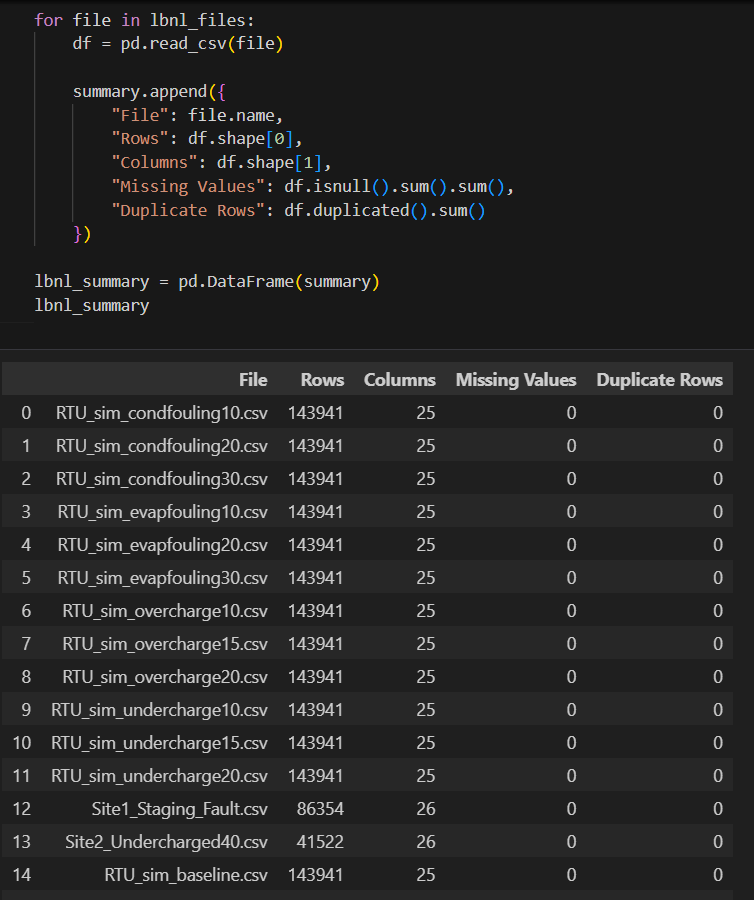 for file in lbnl_files:
    df = pd.read_csv(file)
    summary.append({
        "File": file.name,
        "Rows": df.shape[0],
        "Columns": df.shape[1],
        "Missing Values": df.isnull().sum().sum(),
        "Duplicate Rows": df.duplicated().sum()
    })
lbnl_summary = pd.DataFrame(summary)
lbnl_summary
File Rows Columns Missing Values Duplicate Rows
0 RTU_sim_condfouling10.csv 143941 25 0 0
1 RTU_sim_condfouling20.csv 143941 25 0 0
2 RTU_sim_condfouling30.csv 143941 25 0 0
3 RTU_sim_evapfouling10.csv 143941 25 0 0
4 RTU_sim_evapfouling20.csv 143941 25 0 0
5 RTU_sim_evapfouling30.csv 143941 25 0 0
6 RTU_sim_overcharge10.csv 143941 25 0 0
7 RTU_sim_overcharge15.csv 143941 25 0 0
8 RTU_sim_overcharge20.csv 143941 25 0 0
9 RTU_sim_undercharge10.csv 143941 25 0 0
10 RTU_sim_undercharge15.csv 143941 25 0 0
11 RTU_sim_undercharge20.csv 143941 25 0 0
12 Site1_Staging_Fault.csv 86354 26 0 0
13 Site2_Undercharged40.csv 41522 26 0 0
14 RTU_sim_baseline.csv 143941 25 0 0